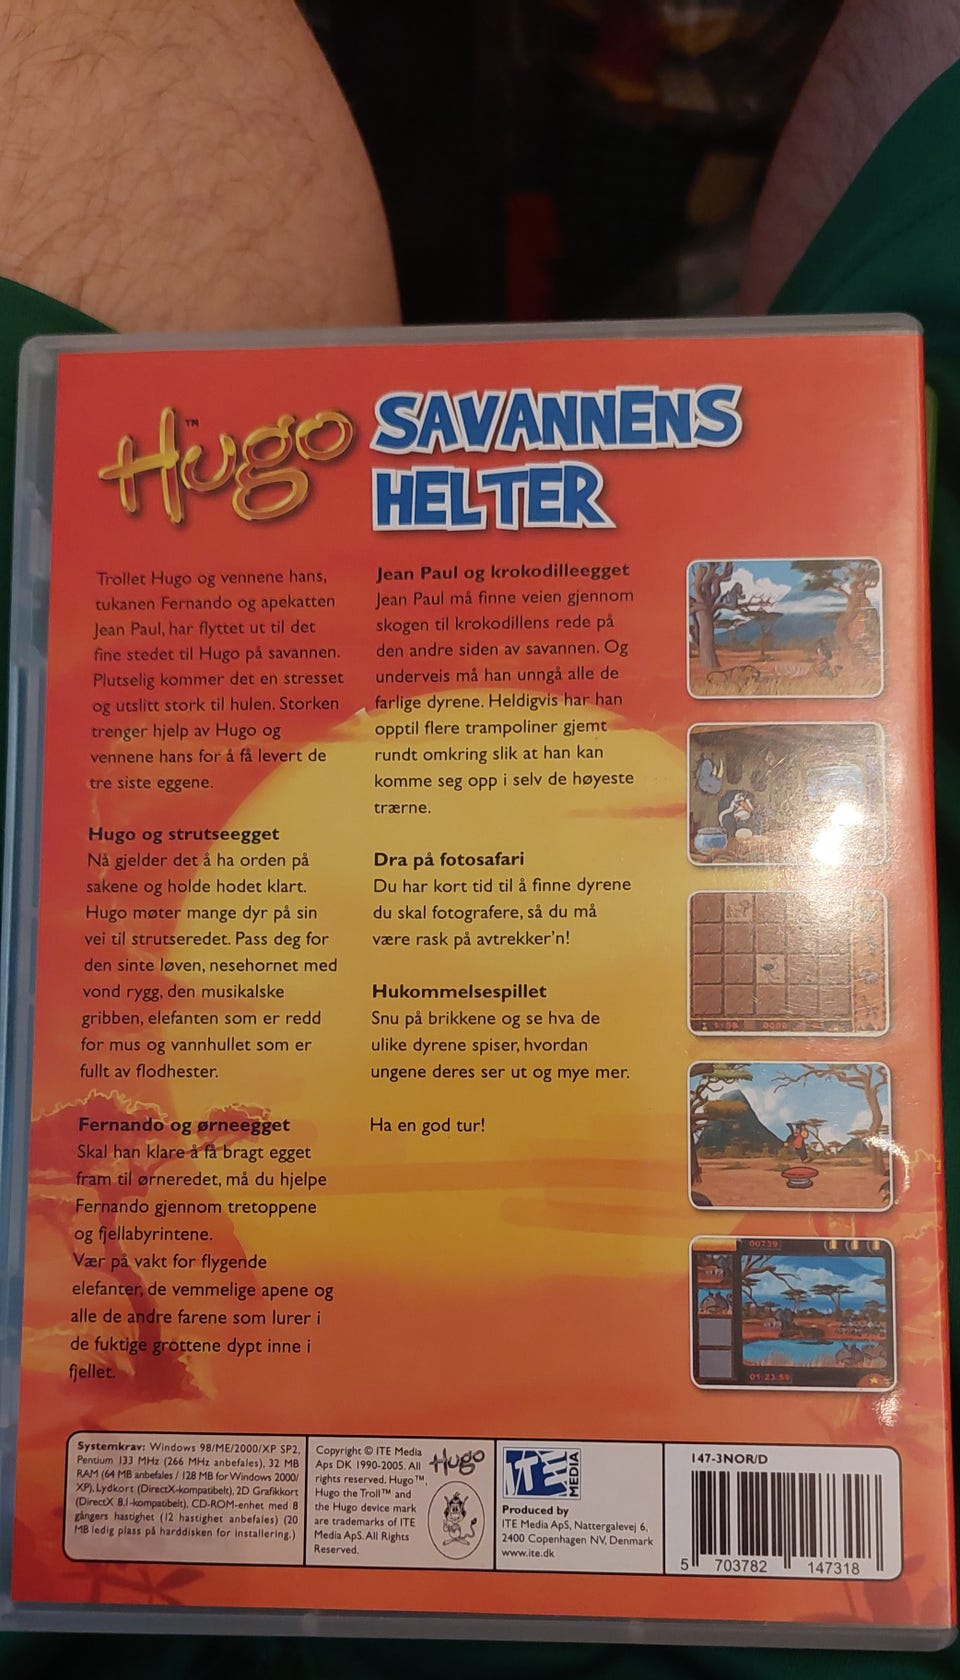 Hugo™ SAVANNENS
HELTER
Trollet Hugo og vennene hans,
tukanen Fernando og apekatten
Jean Paul, har flyttet ut til det
fine stedet til Hugo på savannen.
Plutselig kommer det en stresset
og utslitt stork til hulen. Storken
trenger hjelp av Hugo og
vennene hans for å få levert de
tre siste eggene.
Hugo og strutseegget
Nå gjelder det å ha orden på
sakene og holde hodet klart.
Hugo møter mange dyr på sin
vei til strutseredet. Pass deg for
den sinte løven, nesehornet med
vond rygg, den musikalske
gribben, elefanten som er redd
for mus og vannhullet som er
fullt av flodhester.
Fernando og ørneegget
Skal han klare å få bragt egget
fram til ørneredet, må du hjelpe
Fernando gjennom tretoppene
og fjellabyrintene.
Vær på vakt for flygende
elefanter, de vemmelige apene og
alle de andre farene som lurer i
de fuktige grottene dypt inne i
fjellet.
Jean Paul og krokodilleegget
Jean Paul må finne veien gjennom
skogen til krokodillens rede på
den andre siden av savannen. Og
underveis må han unngå alle de
farlige dyrene. Heldigvis har han
opptil flere trampoliner gjemt
rundt omkring slik at han kan
komme seg opp i selv de høyeste
trærne.
Dra på fotosafari
Du har kort tid til å finne dyrene
du skal fotografere, så du må
være rask på avtrekker'n!
Hukommelsespillet
Snu på brikkene og se hva de
ulike dyrene spiser, hvordan
ungene deres ser ut og mye mer.
Ha en god tur!
00739
01:23:59
Systemkrav: Windows 98/ME/2000/XP SP2,
Pentium 133 MHz (266 MHz anbefales), 32 MB
RAM (64 MB anbefales / 128 MB for Windows 2000/
XP), Lydkort (DirectX-kompatibelt), 2D Grafikkort
(DirectX 8.1-kompatibelt), CD-ROM-enhet med 8
gångers hastighet (12 hastighet anbefales) (20
MB ledig plass på harddisken for installering.)
Copyright © ITE Media
Aps DK 1990-2005. All
rights reserved. Hugo™,
Hugo the Troll™ and
the Hugo device mark
are trademarks of ITE
Media ApS. All Rights
Reserved.
Hugo
ITE MEDIA
Produced by
ITE Media ApS, Nattergalevej 6,
2400 Copenhagen NV, Denmark
www.ite.dk
147-3NOR/D
5 703782 147318